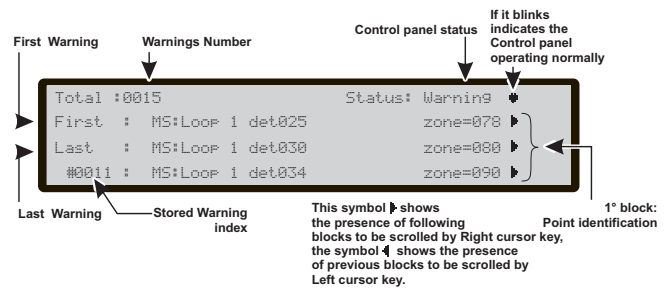 If it blinks
indicates the
Control panel
operating normally
First Warning
Warnings Number
Control panel status
Total :0015 Status: Warning
First : MS:Loop 1 det025 zone=078
Last : MS:Loop 1 det030 zone=080
#0011 : MS:Loop 1 det034 zone=090
Last Warning
Stored Warning
index
This symbol shows
the presence of following
blocks to be scrolled by Right cursor key,
the symbol shows the presence
of previous blocks to be scrolled by
Left cursor key.
1° block:
Point identification